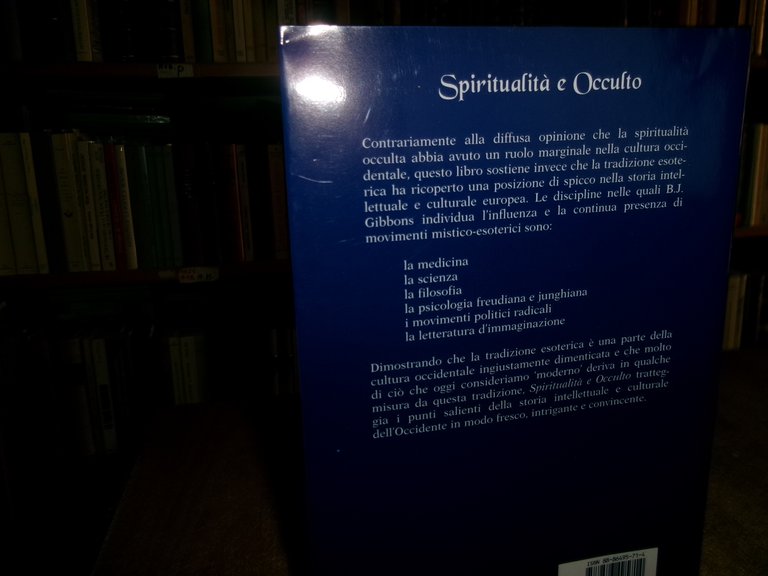 Spiritualità e Occulto
Contrariamente alla diffusa opinione che la spiritualità
occulta abbia avuto un ruolo marginale nella cultura occi-
dentale, questo libro sostiene invece che la tradizione esote-
rica ha ricoperto una posizione di spicco nella storia intel-
lettuale e culturale europea. Le discipline nelle quali B.J.
Gibbons individua l'influenza e la continua presenza di
movimenti mistico-esoterici sono:
la medicina
la scienza
la filosofia
la psicologia freudiana e junghiana
i movimenti politici radicali
la letteratura d'immaginazione
Dimostrando che la tradizione esoterica è una parte della
cultura occidentale ingiustamente dimenticata e che molto
di ciò che oggi consideriamo 'moderno' deriva in qualche
misura da questa tradizione, Spiritualità e Occulto tratteg-
gia i punti salienti della storia intellettuale e culturale
dell'Occidente in modo fresco, intrigante e convincente.
ISBN 88-86495-71-4